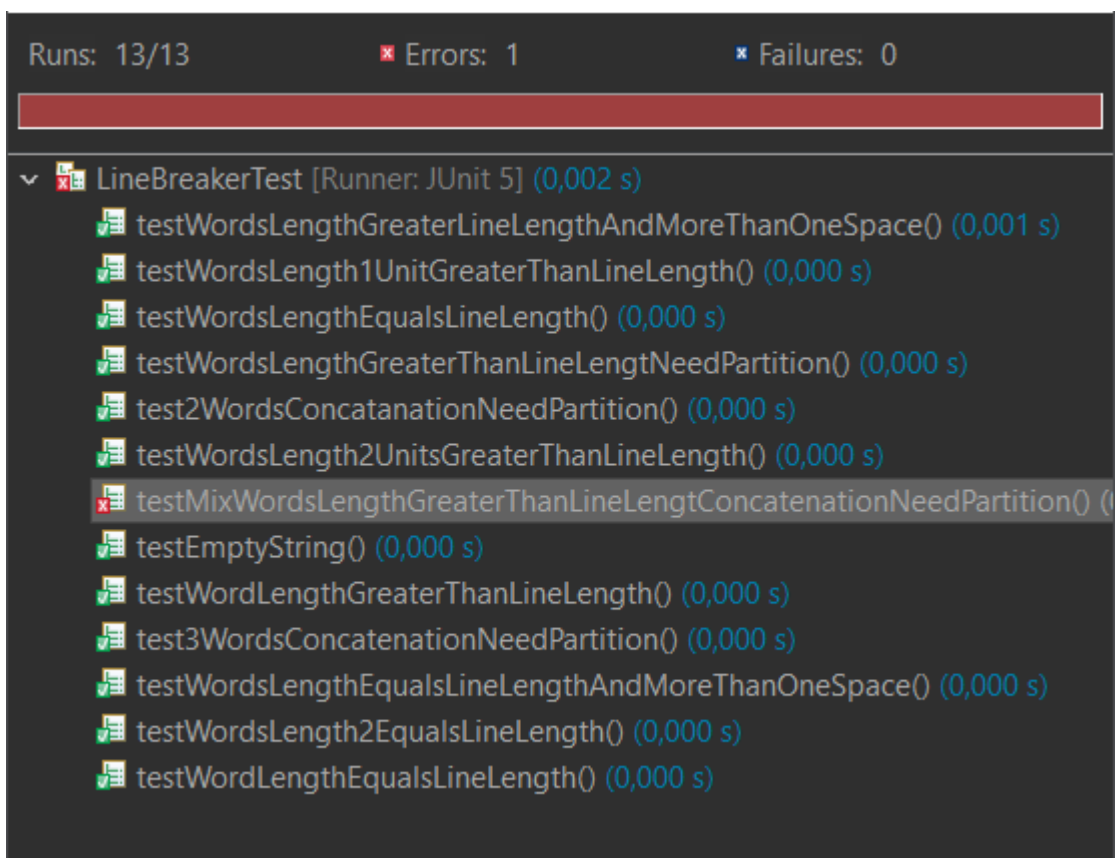 Runs: 13/13 Errors: 1 Failures: 0
LineBreakerTest [Runner: JUnit 5] (0,002 s)
testWordsLengthGreaterLineLengthAndMoreThanOneSpace() (0,001 s)
testWordsLength1UnitGreaterThanLineLength() (0,000 s)
testWordsLengthEqualsLineLength() (0,000 s)
testWordsLengthGreaterThanLineLengtNeedPartition() (0,000 s)
test2WordsConcatanationNeedPartition() (0,000 s)
testWordsLength2UnitsGreaterThanLineLength() (0,000 s)
testMixWordsLengthGreaterThanLineLengtConcatenationNeedPartition() (
testEmptyString() (0,000 s)
testWordLengthGreaterThanLineLength() (0,000 s)
test3WordsConcatenationNeedPartition() (0,000 s)
testWordsLengthEqualsLineLengthAndMoreThanOneSpace() (0,000 s)
testWordsLength2EqualsLineLength() (0,000 s)
testWordLengthEqualsLineLength() (0,000 s)